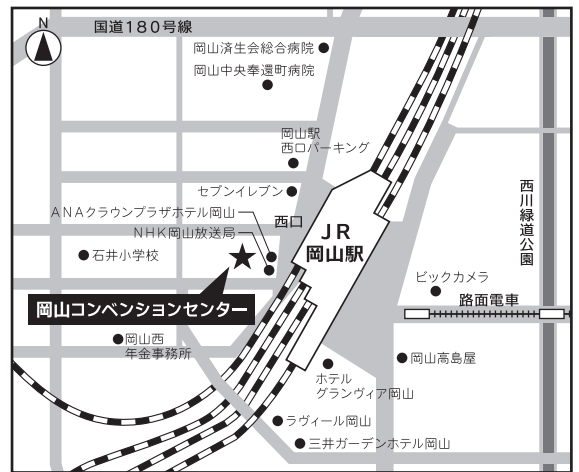 N
国道180号線
岡山済生会総合病院
岡山中央奉還町病院
岡山駅
西口パーキング
セブンイレブン
ANAクラウンプラザホテル岡山
NHK岡山放送局
西口
JR
岡山駅
西川緑道公園
石井小学校
岡山コンベンションセンター
ビックカメラ
路面電車
岡山西
年金事務所
岡山高島屋
ホテル
グランヴィア岡山
ラヴィール岡山
三井ガーデンホテル岡山